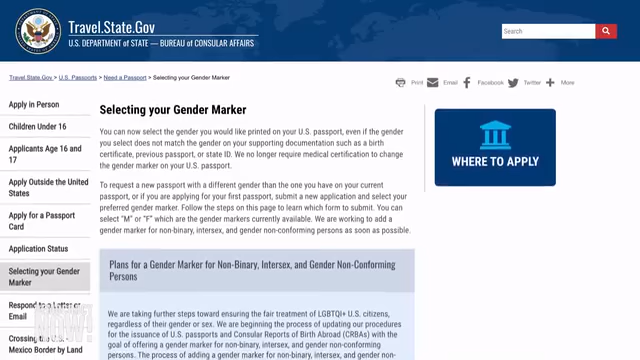 Travel.State.Gov
U.S. DEPARTMENT of STATE — BUREAU of CONSULAR AFFAIRS
Search
Travel.State.Gov > U.S. Passports > Need a Passport > Selecting your Gender Marker
Print Email Facebook Twitter More
Apply in Person
Children Under 16
Applicants Age 16 and
17
Apply Outside the United
States
Apply for a Passport
Card
Application Status
Selecting your Gender
Marker
Respond to a Letter or
Email
Crossing the U.S.-
Mexico Border by Land
Selecting your Gender Marker
You can now select the gender you would like printed on your U.S. passport, even if the gender
you select does not match the gender on your supporting documentation such as a birth
certificate, previous passport, or state ID. We no longer require medical certification to change
the gender marker on your U.S. passport.
To request a new passport with a different gender than the one you have on your current
passport, or if you are applying for your first passport, submit a new application and select your
preferred gender marker. Follow the steps on this page to learn which form to submit. You can
select "M" or "F" which are the gender markers currently available. We are working to add a
gender marker for non-binary, intersex, and gender non-conforming persons as soon as possible.
Plans for a Gender Marker for Non-Binary, Intersex, and Gender Non-Conforming
Persons
We are taking further steps toward ensuring the fair treatment of LGBTQI+ U.S. citizens,
regardless of their gender or sex. We are beginning the process of updating our procedures
for the issuance of U.S. passports and Consular Reports of Birth Abroad (CRBAs) with the
goal of offering a gender marker for non-binary, intersex, and gender non-conforming
persons. The process of adding a gender marker for non-binary, intersex, and gender non-
WHERE TO APPLY